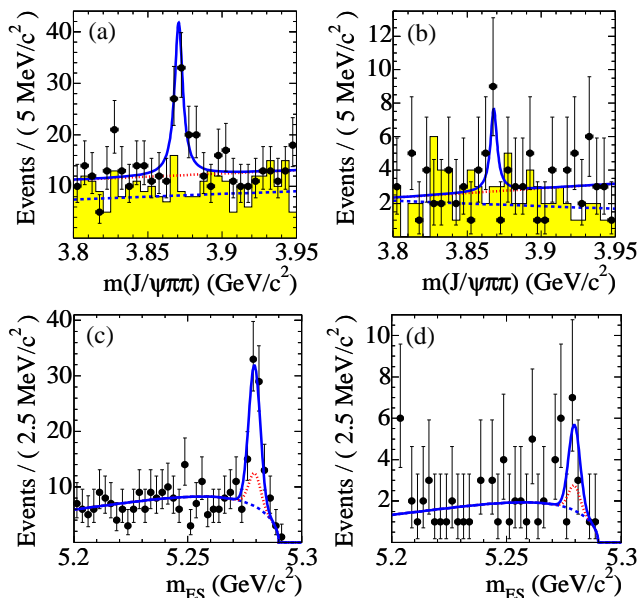 (a)
Events / ( 5 MeV/c² )
40
30
20
10
3.8 3.85 3.9 3.95
m(J/ψππ) (GeV/c²)
(b)
Events / ( 5 MeV/c² )
12
10
8
6
4
2
3.8 3.85 3.9 3.95
m(J/ψππ) (GeV/c²)
(c)
Events / ( 2.5 MeV/c² )
40
30
20
10
5.2 5.25 5.3
m_ES (GeV/c²)
(d)
Events / ( 2.5 MeV/c² )
10
8
6
4
2
5.2 5.25 5.3
m_ES (GeV/c²)